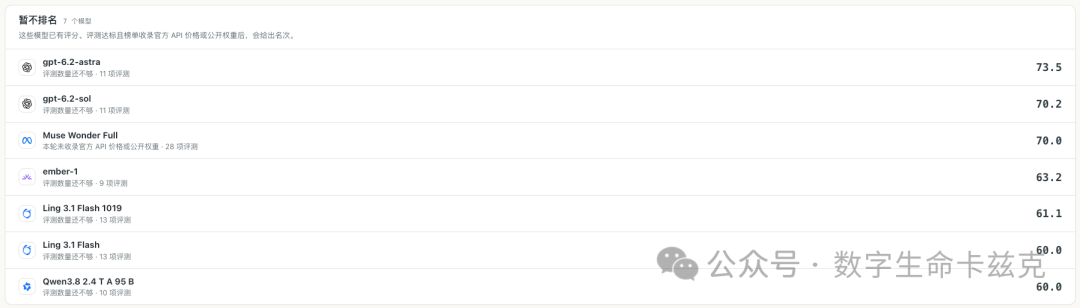 暂不排名 7 个模型
这些模型已有评分。评测达标且榜单收录官方 API 价格或公开权重后，会给出名次。
gpt-6.2-astra
评测数量还不够 · 11 项评测
73.5
gpt-6.2-sol
评测数量还不够 · 11 项评测
70.2
Muse Wonder Full
本轮未收录官方 API 价格或公开权重 · 28 项评测
70.0
ember-1
评测数量还不够 · 9 项评测
63.2
Ling 3.1 Flash 1019
评测数量还不够 · 13 项评测
61.1
Ling 3.1 Flash
评测数量还不够 · 13 项评测
60.0
Qwen3.8 2.4 T A 95 B
评测数量还不够 · 10 项评测
60.0
公众号 · 数字生命卡兹克